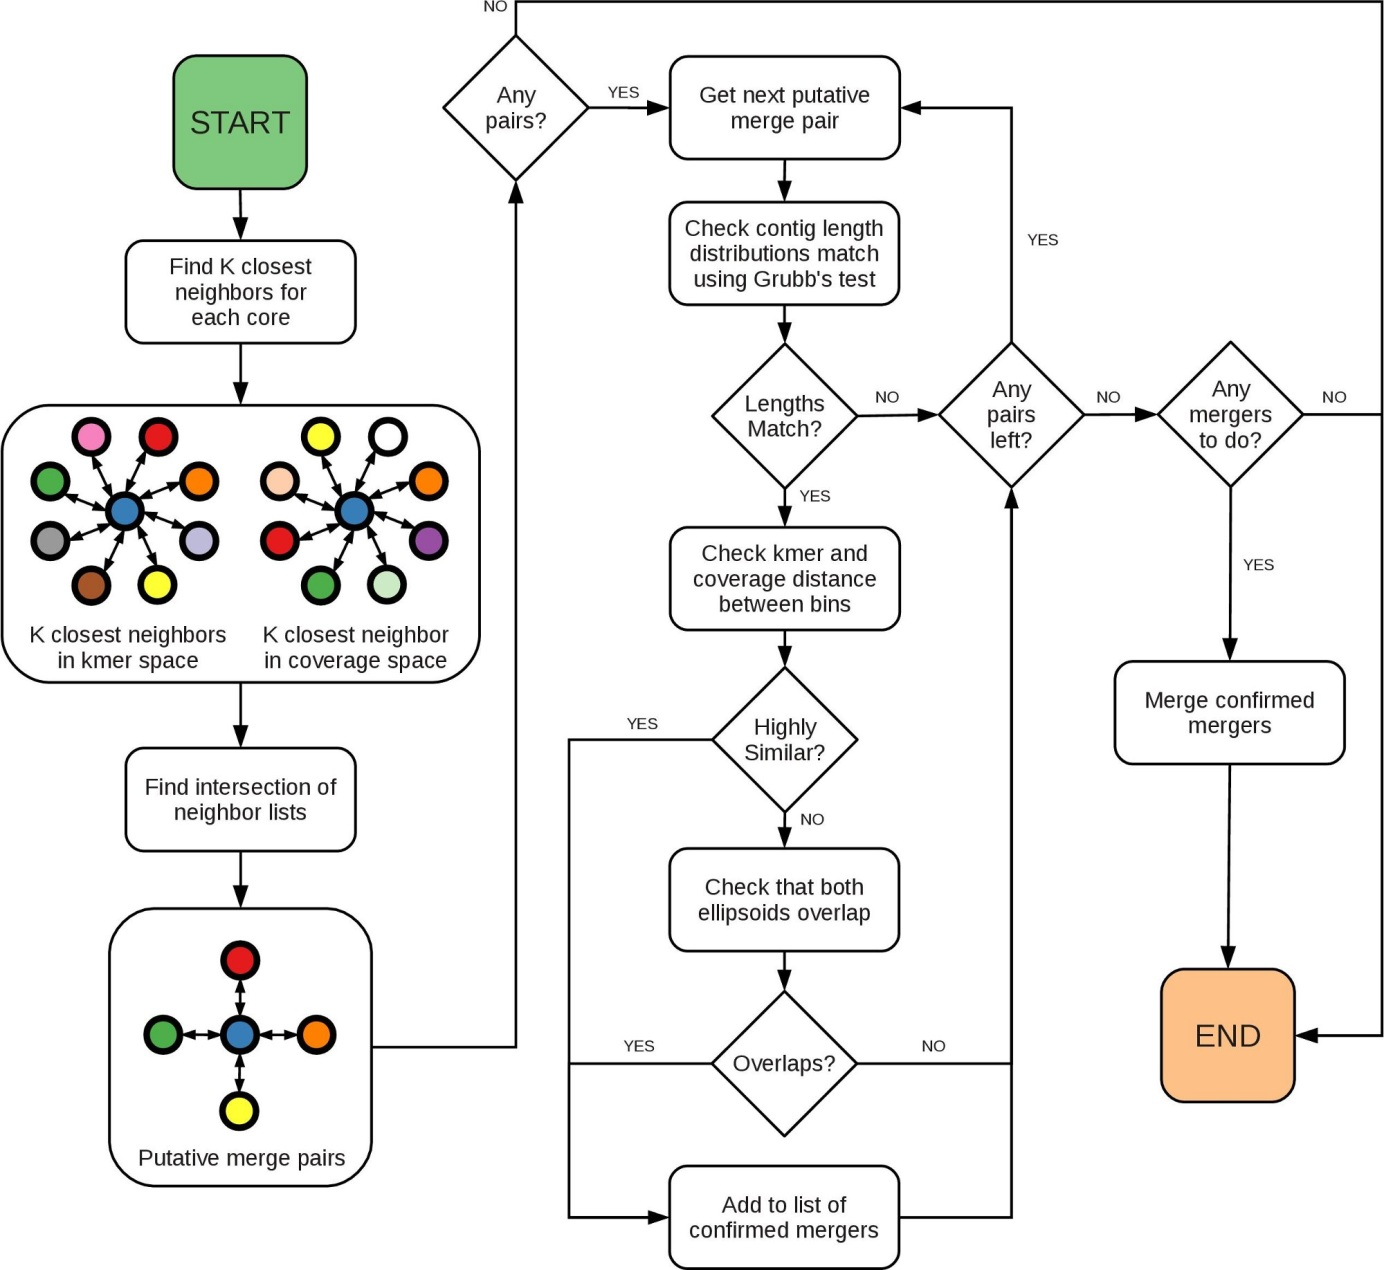 START
Find K closest
neighbors for
each core
K closest neighbors
in kmer space
K closest neighbor
in coverage space
Find intersection of
neighbor lists
Putative merge pairs
NO
Any
pairs?
YES
Get next putative
merge pair
Check contig length
distributions match
using Grubb's test
Lengths
Match?
NO
YES
Any
pairs
left?
YES
NO
Any
mergers
to do?
NO
YES
Check kmer and
coverage distance
between bins
Highly
Similar?
YES
NO
Check that both
ellipsoids overlap
Overlaps?
YES
NO
Add to list of
confirmed mergers
Merge confirmed
mergers
END